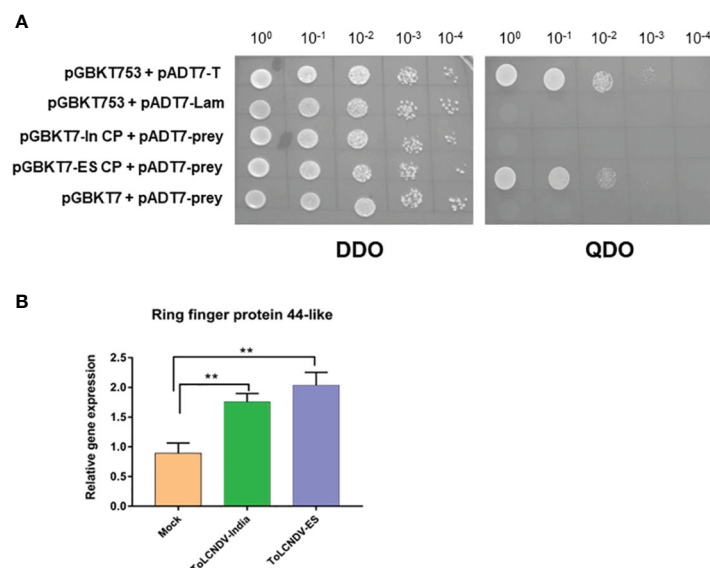 A
10⁰ 10⁻¹ 10⁻² 10⁻³ 10⁻⁴ 10⁰ 10⁻¹ 10⁻² 10⁻³ 10⁻⁴
pGBKT753 + pADT7-T
pGBKT753 + pADT7-Lam
pGBKT7-In CP + pADT7-prey
pGBKT7-ES CP + pADT7-prey
pGBKT7 + pADT7-prey
DDO QDO
B
Ring finger protein 44-like
Relative gene expression
2.5
2.0
1.5
1.0
0.5
0.0
**
**
Mock
ToLCNDV-India
ToLCNDV-ES